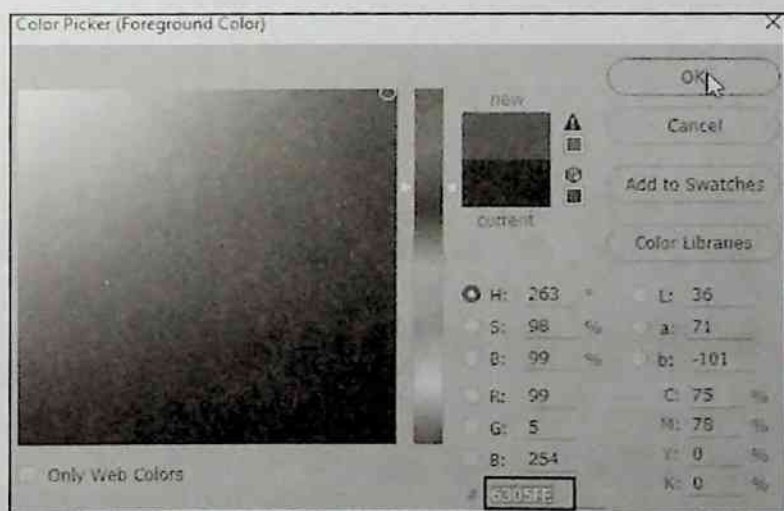 Color Picker (Foreground Color)
OK
new
Cancel
Add to Swatches
current
Color Libraries
H: 263 °
L: 36
S: 98 %
a: 71
B: 99 %
b: -101
R: 99
C: 75 %
G: 5
M: 78 %
B: 254
Y: 0 %
Only Web Colors
K: 0 %
# 6305FE